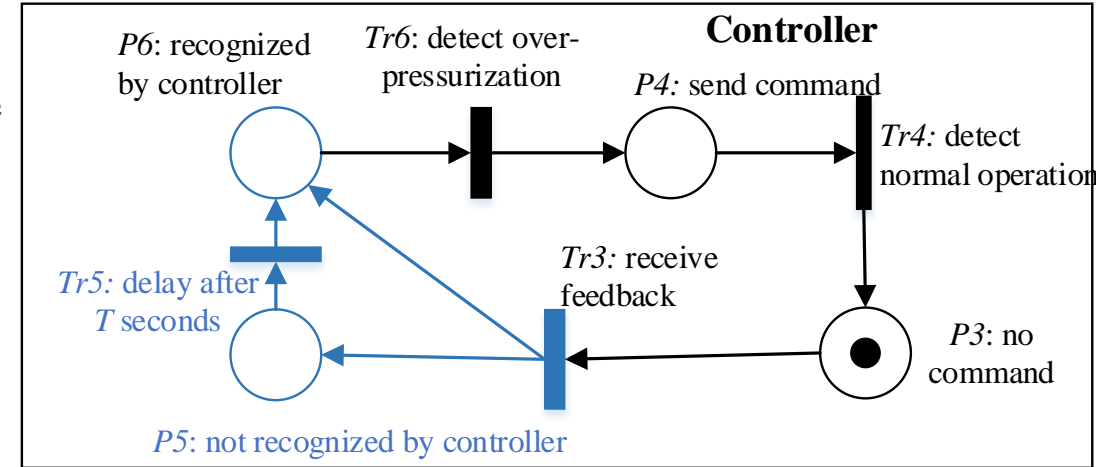 Controller
P6: recognized
by controller
Tr6: detect over-
pressurization
P4: send command
Tr4: detect
normal operation
Tr3: receive
feedback
Tr5: delay after
T seconds
P3: no
command
P5: not recognized by controller